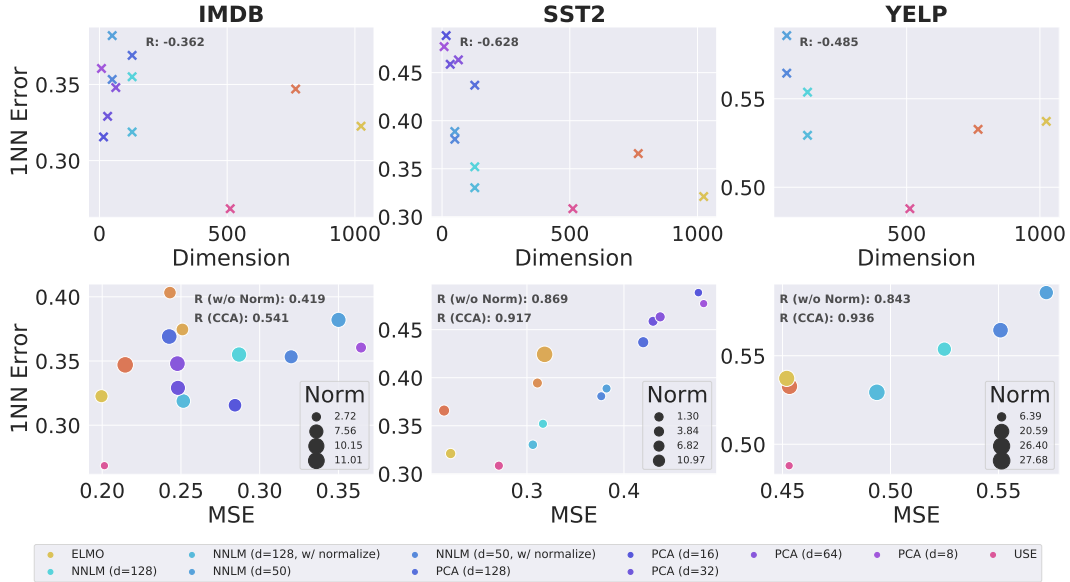 IMDB
SST2
YELP
R: -0.362
R: -0.628
R: -0.485
1NN Error
0.35
0.30
0.45
0.40
0.35
0.30
0.55
0.50
0 500 1000
0 500 1000
500 1000
Dimension
Dimension
Dimension
R (w/o Norm): 0.419
R (CCA): 0.541
R (w/o Norm): 0.869
R (CCA): 0.917
R (w/o Norm): 0.843
R (CCA): 0.936
1NN Error
0.40
0.35
0.30
0.45
0.40
0.35
0.30
0.55
0.50
Norm
2.72
7.56
10.15
11.01
Norm
1.30
3.84
6.82
10.97
Norm
6.39
20.59
26.40
27.68
0.20 0.25 0.30 0.35
0.3 0.4
0.45 0.50 0.55
MSE
MSE
MSE
ELMO NNLM (d=128, w/ normalize) NNLM (d=50, w/ normalize) PCA (d=16) PCA (d=64) PCA (d=8) USE
NNLM (d=128) NNLM (d=50) PCA (d=128) PCA (d=32)